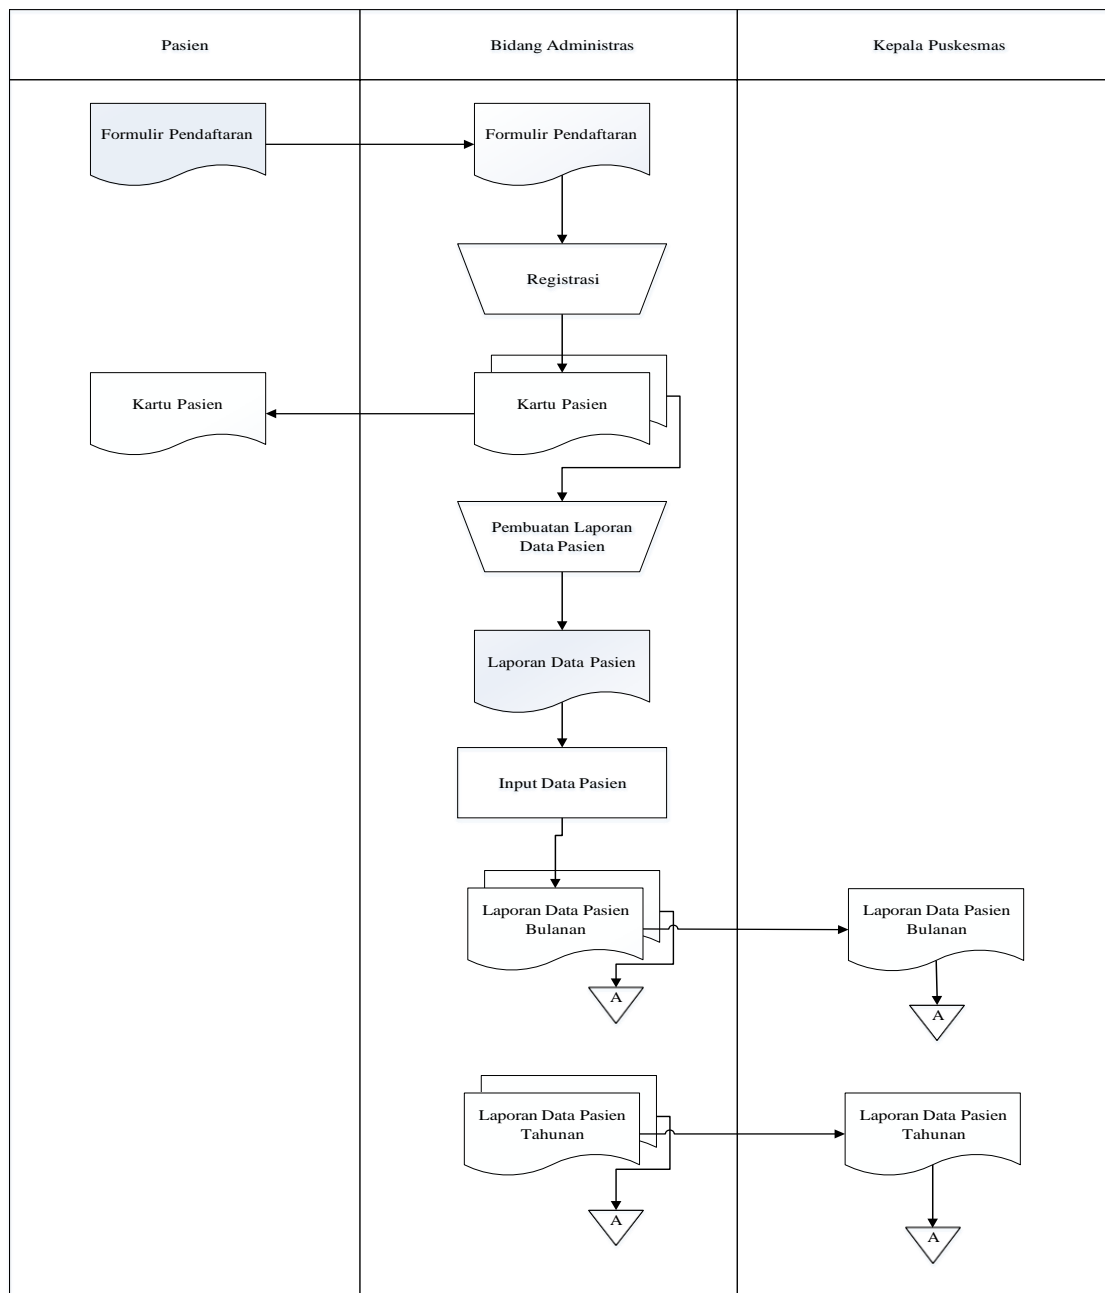 Pasien
Bidang Administras
Kepala Puskesmas
Formulir Pendaftaran
Formulir Pendaftaran
Registrasi
Kartu Pasien
Kartu Pasien
Pembuatan Laporan
Data Pasien
Laporan Data Pasien
Input Data Pasien
Laporan Data Pasien
Bulanan
Laporan Data Pasien
Bulanan
A
A
Laporan Data Pasien
Tahunan
Laporan Data Pasien
Tahunan
A
A